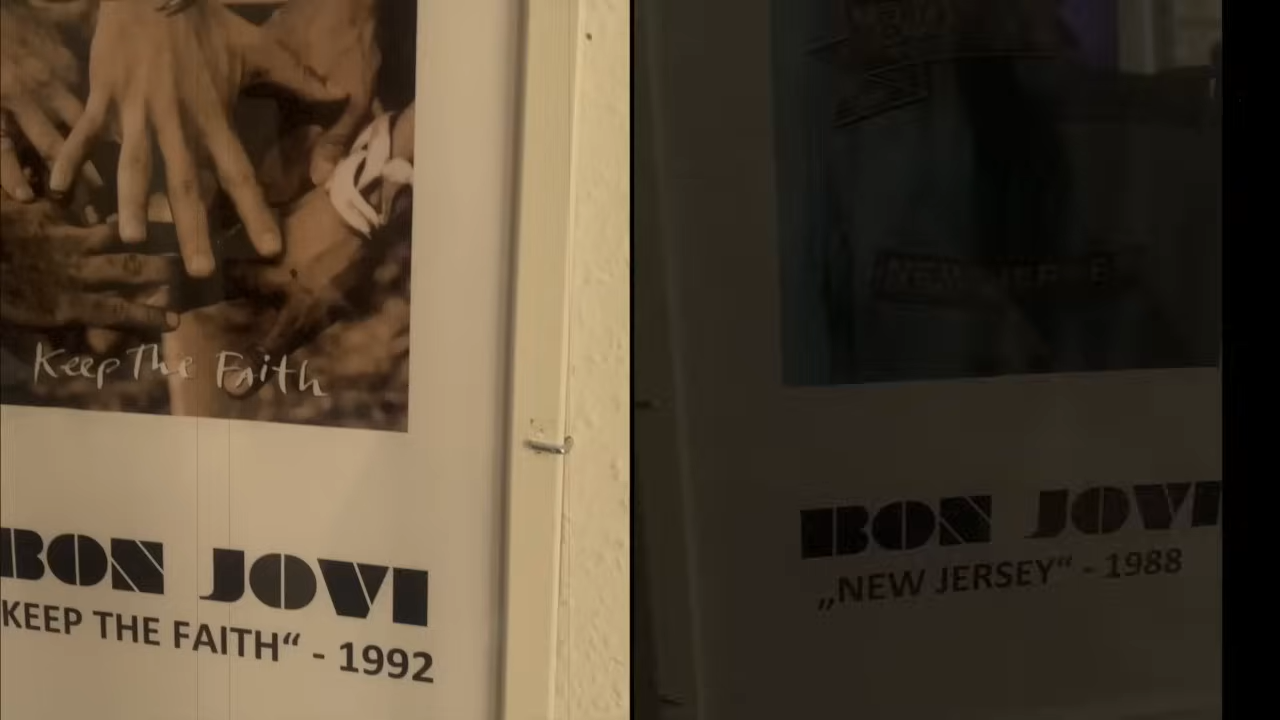 Keep The Faith
BON JOVI
KEEP THE FAITH“ - 1992
BON JOVI
„NEW JERSEY“ - 1988